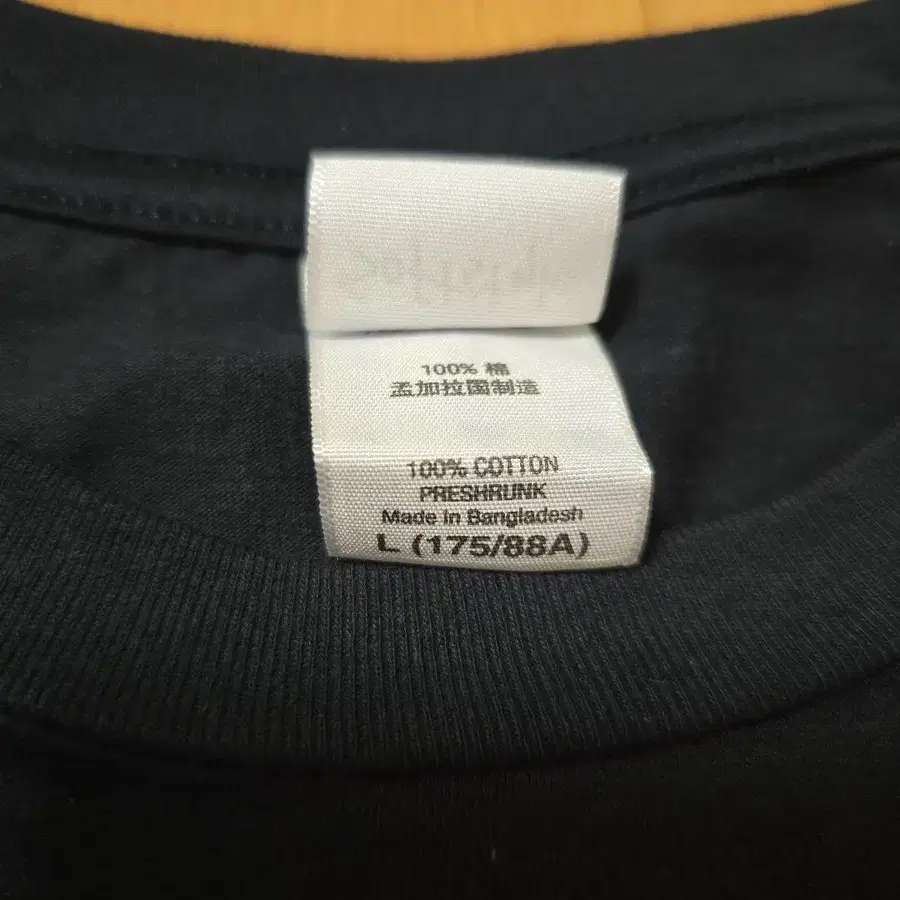 100% 棉
孟加拉国制造
100% COTTON
PRESHRUNK
Made in Bangladesh
L (175/88A)